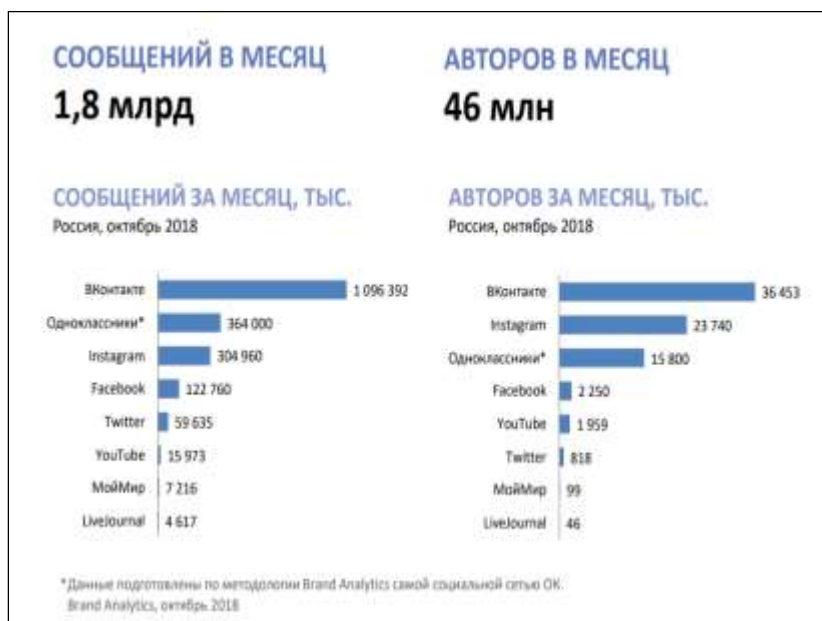 СООБЩЕНИЙ В МЕСЯЦ
1,8 млрд
СООБЩЕНИЙ ЗА МЕСЯЦ, ТЫС.
Россия, октябрь 2018
ВКонтакте 1 096 392
Одноклассники* 364 000
Instagram 304 960
Facebook 122 760
Twitter 59 635
YouTube 15 973
МойМир 7 216
LiveJournal 4 617
АВТОРОВ В МЕСЯЦ
46 млн
АВТОРОВ ЗА МЕСЯЦ, ТЫС.
Россия, октябрь 2018
ВКонтакте 36 453
Instagram 23 740
Одноклассники* 15 800
Facebook 2 250
YouTube 1 959
Twitter 818
МойМир 99
LiveJournal 46
*Данные подготовлены по методологии Brand Analytics самой социальной сетью ОК.
Brand Analytics, октябрь 2018